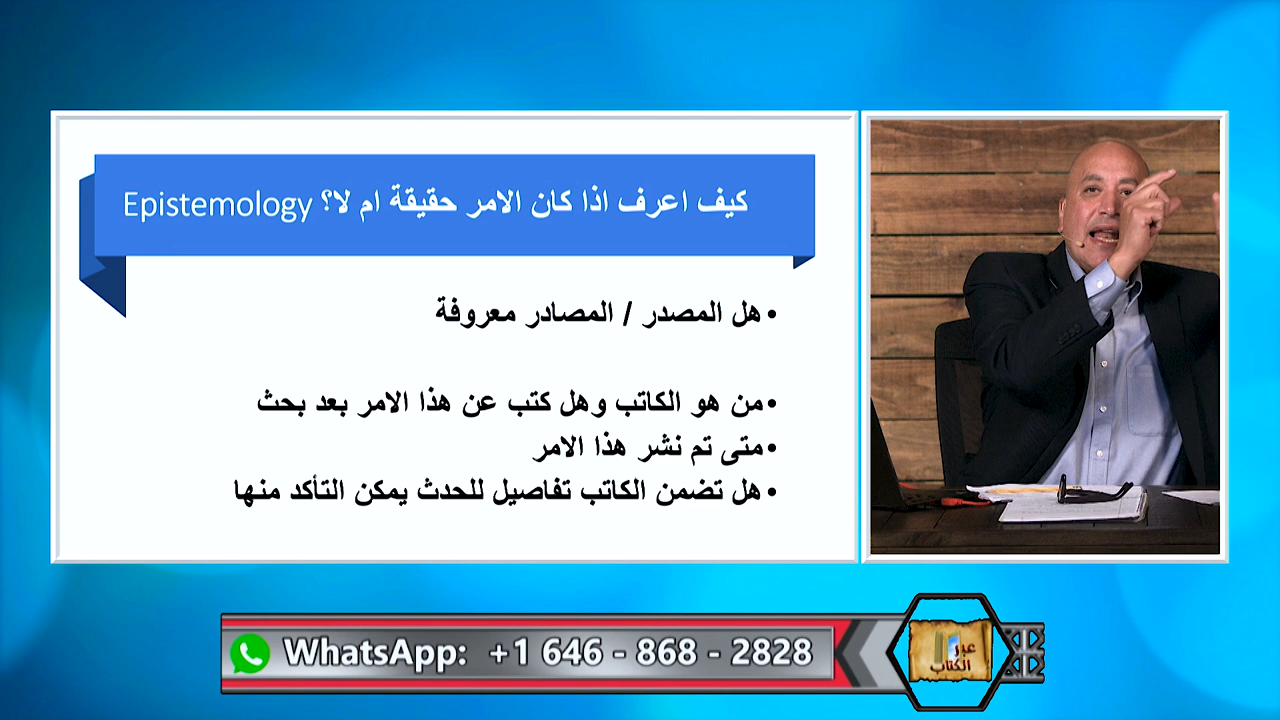 كيف اعرف اذا كان الامر حقيقة ام لا؟ Epistemology
•هل المصدر / المصادر معروفة
•من هو الكاتب وهل كتب عن هذا الامر بعد بحث
•متى تم نشر هذا الامر
•هل تضمن الكاتب تفاصيل للحدث يمكن التأكد منها
WhatsApp: +1 646 - 868 - 2828
عبر
الكتاب